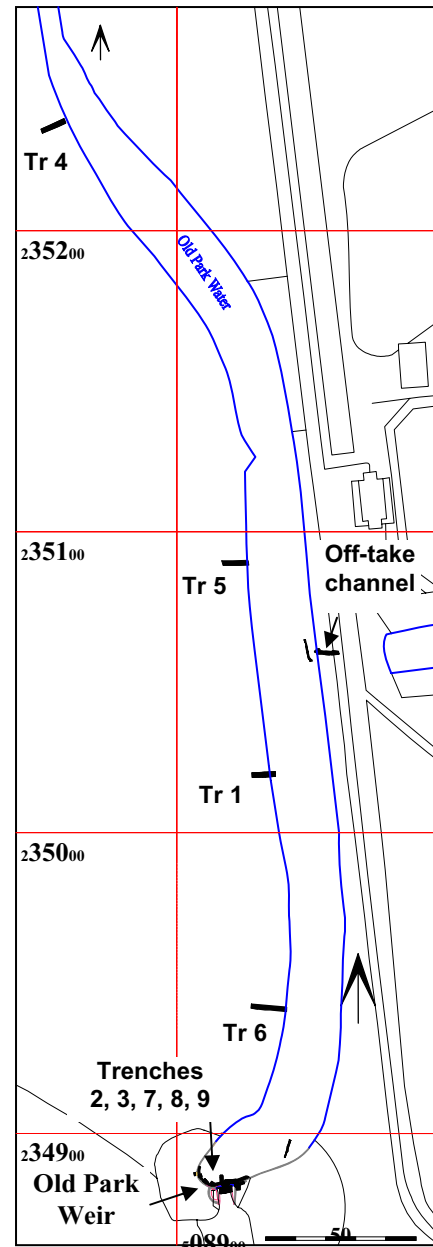 Tr 4
Old Park Water
235200
235100
Off-take
channel
Tr 5
Tr 1
235000
Tr 6
Trenches
2, 3, 7, 8, 9
234900
Old Park
Weir
50